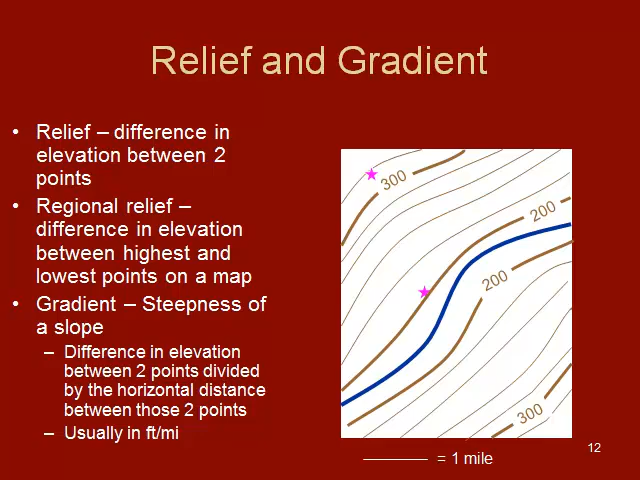 Relief and Gradient
• Relief – difference in
elevation between 2
points
• Regional relief –
difference in elevation
between highest and
lowest points on a map
• Gradient – Steepness of
a slope
– Difference in elevation
between 2 points divided
by the horizontal distance
between those 2 points
– Usually in ft/mi
300
200
200
300
= 1 mile
12